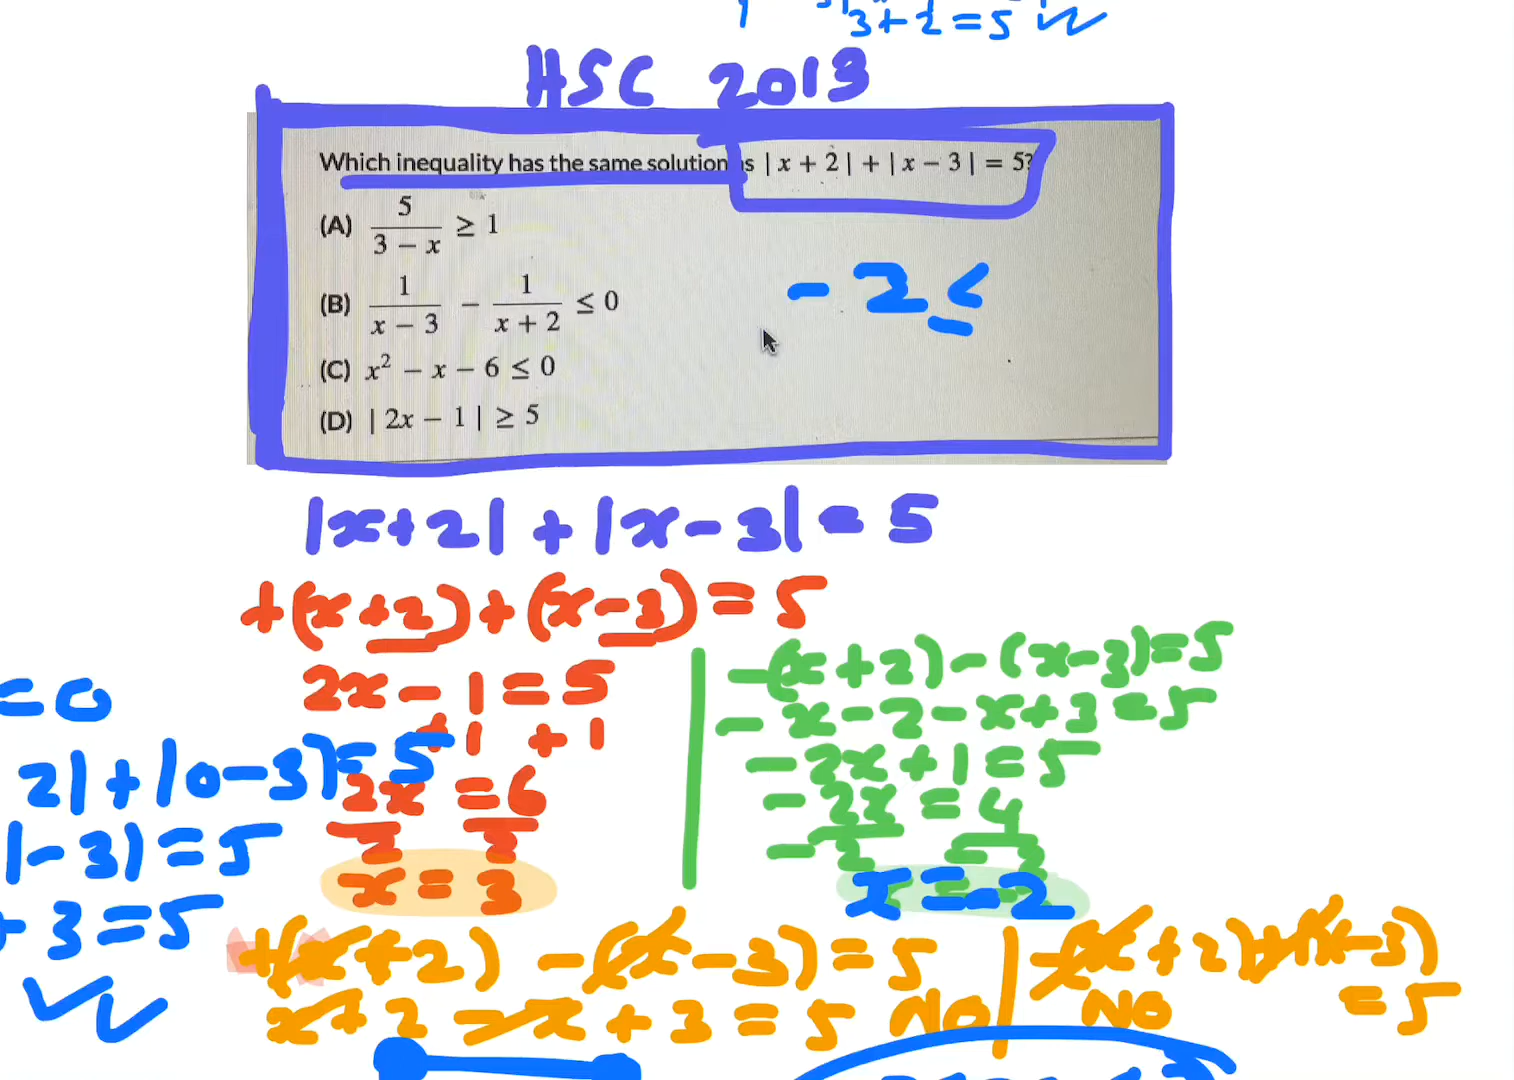 3+2=5
HSC 2013
Which inequality has the same solution as |x + 2| + |x − 3| = 5?
(A) 5/(3 − x) ≥ 1
(B) 1/(x − 3) − 1/(x + 2) ≤ 0
(C) x² − x − 6 ≤ 0
(D) |2x − 1| ≥ 5
-2≤
|x+2|+|x-3|=5
+(x+2)+(x-3)=5
2x-1=5
+1 +1
2x=6
2 2
x=3
-(x+2)-(x-3)=5
-x-2-x+3=5
-2x+1=5
-2x=4
-2 -2
x=-2
=0
2|+|0-3|=5
|-3|=5
+3=5
+(x+2)-(x-3)=5
x+2-x+3=5 NO
-(x+2)+(x-3)
=5
NO